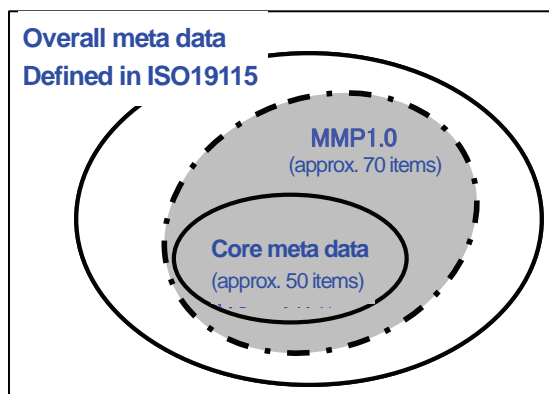 Overall meta data
Defined in ISO19115
MMP1.0
(approx. 70 items)
Core meta data
(approx. 50 items)